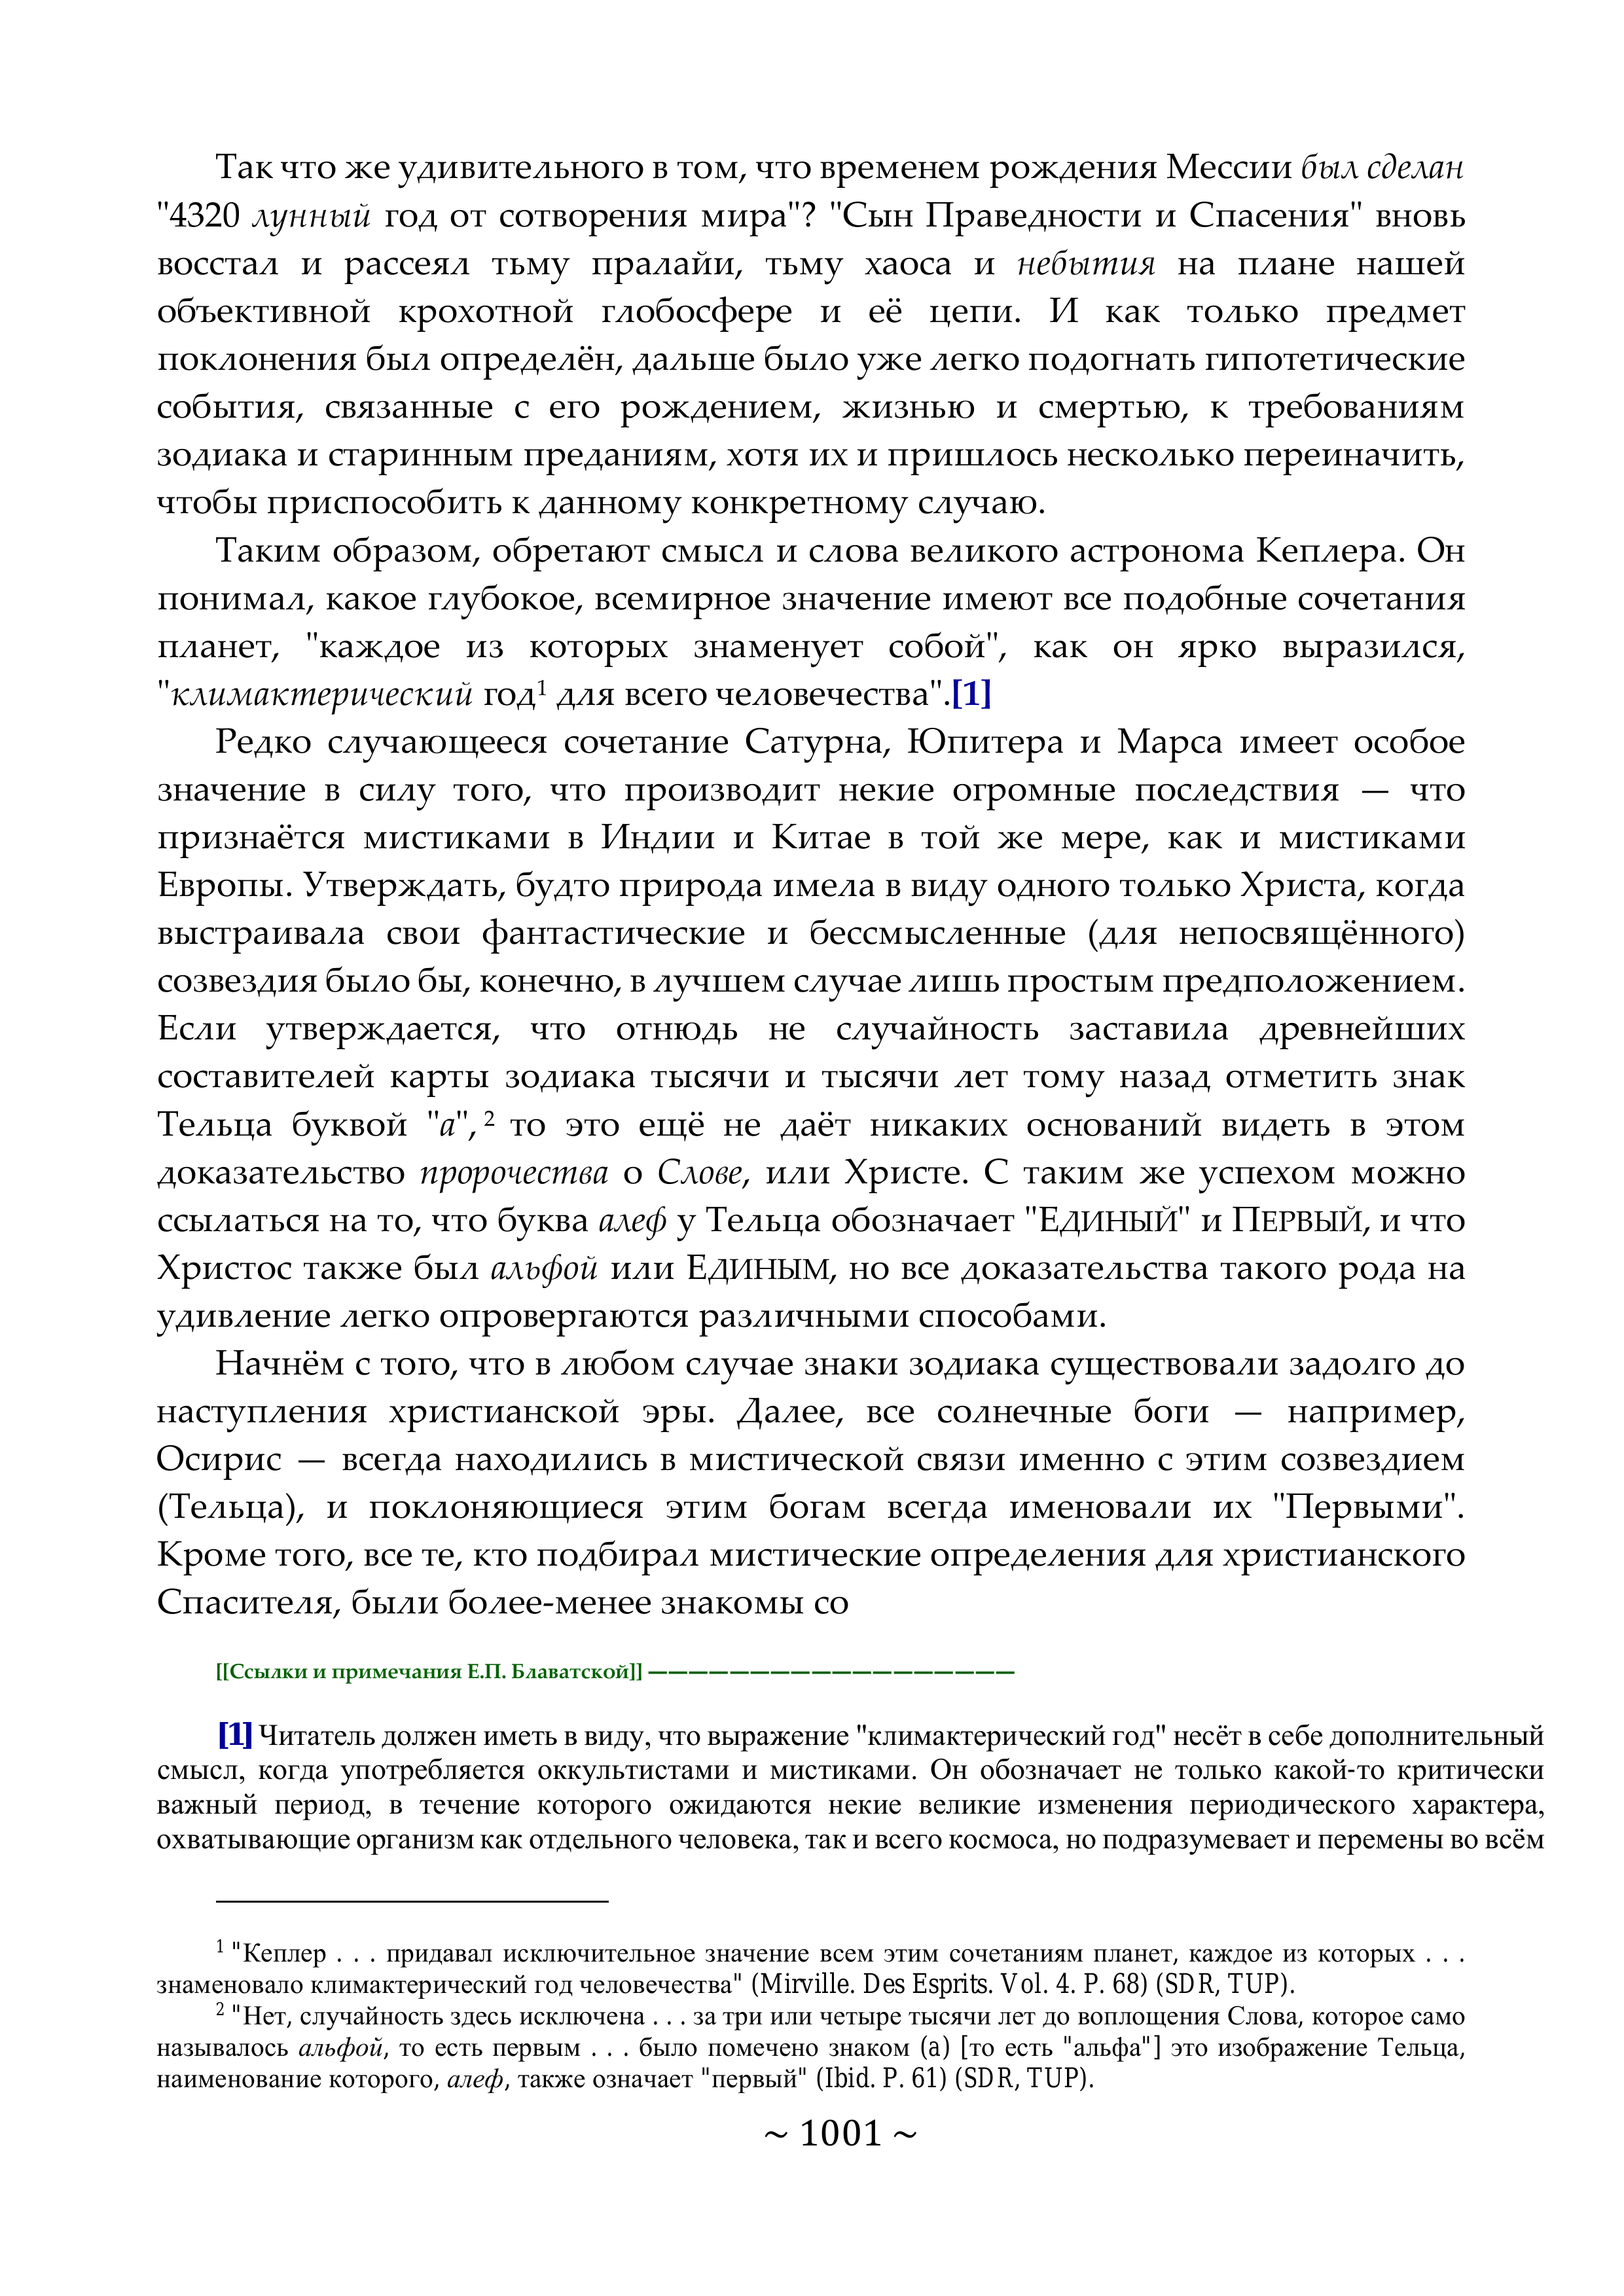 Так что же удивительного в том, что временем рождения Мессии был сделан
"4320 лунный год от сотворения мира"? "Сын Праведности и Спасения" вновь
восстал и рассеял тьму пралайи, тьму хаоса и небытия на плане нашей
объективной крохотной глобосфере и её цепи. И как только предмет
поклонения был определён, дальше было уже легко подогнать гипотетические
события, связанные с его рождением, жизнью и смертью, к требованиям
зодиака и старинным преданиям, хотя их и пришлось несколько переиначить,
чтобы приспособить к данному конкретному случаю.
Таким образом, обретают смысл и слова великого астронома Кеплера. Он
понимал, какое глубокое, всемирное значение имеют все подобные сочетания
планет, "каждое из которых знаменует собой", как он ярко выразился,
"климактерический год¹ для всего человечества".[1]
Редко случающееся сочетание Сатурна, Юпитера и Марса имеет особое
значение в силу того, что производит некие огромные последствия — что
признаётся мистиками в Индии и Китае в той же мере, как и мистиками
Европы. Утверждать, будто природа имела в виду одного только Христа, когда
выстраивала свои фантастические и бессмысленные (для непосвящённого)
созвездия было бы, конечно, в лучшем случае лишь простым предположением.
Если утверждается, что отнюдь не случайность заставила древнейших
составителей карты зодиака тысячи и тысячи лет тому назад отметить знак
Тельца буквой "а", ² то это ещё не даёт никаких оснований видеть в этом
доказательство пророчества о Слове, или Христе. С таким же успехом можно
ссылаться на то, что буква алеф у Тельца обозначает "ЕДИНЫЙ" и ПЕРВЫЙ, и что
Христос также был альфой или ЕДИНЫМ, но все доказательства такого рода на
удивление легко опровергаются различными способами.
Начнём с того, что в любом случае знаки зодиака существовали задолго до
наступления христианской эры. Далее, все солнечные боги — например,
Осирис — всегда находились в мистической связи именно с этим созвездием
(Тельца), и поклоняющиеся этим богам всегда именовали их "Первыми".
Кроме того, все те, кто подбирал мистические определения для христианского
Спасителя, были более-менее знакомы со
[[Ссылки и примечания Е.П. Блаватской]] ——————————————————
[1] Читатель должен иметь в виду, что выражение "климактерический год" несёт в себе дополнительный
смысл, когда употребляется оккультистами и мистиками. Он обозначает не только какой-то критически
важный период, в течение которого ожидаются некие великие изменения периодического характера,
охватывающие организм как отдельного человека, так и всего космоса, но подразумевает и перемены во всём
¹ "Кеплер . . . придавал исключительное значение всем этим сочетаниям планет, каждое из которых . . .
знаменовало климактерический год человечества" (Mirville. Des Esprits. Vol. 4. P. 68) (SDR, TUP).
² "Нет, случайность здесь исключена . . . за три или четыре тысячи лет до воплощения Слова, которое само
называлось альфой, то есть первым . . . было помечено знаком (a) [то есть "альфа"] это изображение Тельца,
наименование которого, алеф, также означает "первый" (Ibid. P. 61) (SDR, TUP).
~ 1001 ~